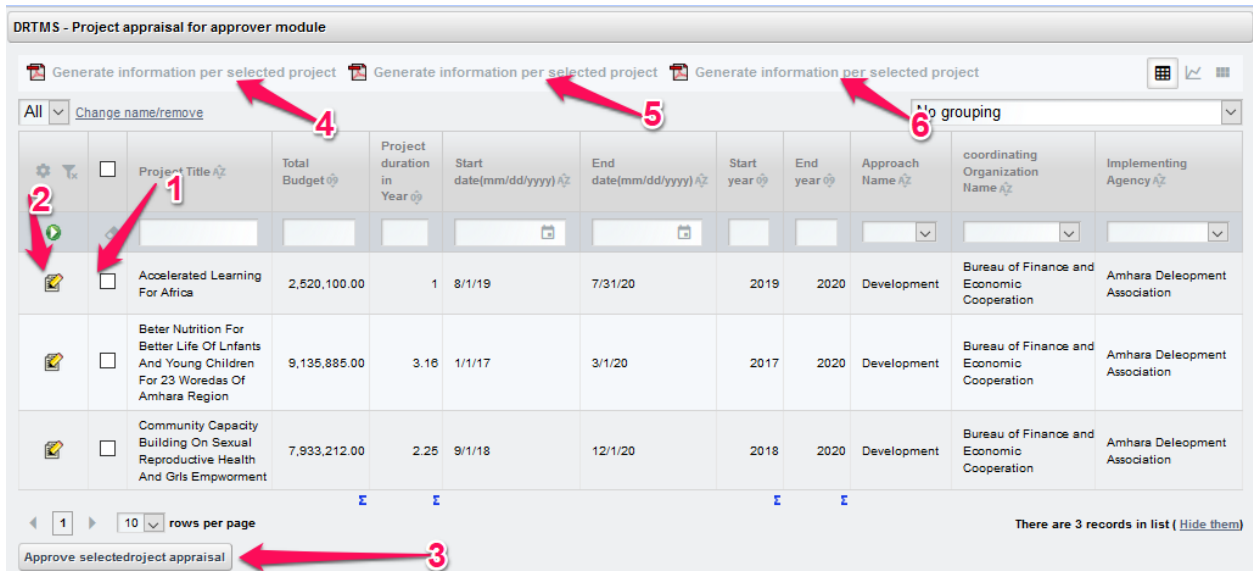 DRTMS - Project appraisal for approver module
Generate information per selected project Generate information per selected project Generate information per selected project
4 5 6
All Change name/remove No grouping
Project Title Total Budget Project duration in Year Start date(mm/dd/yyyy) End date(mm/dd/yyyy) Start year End year Approach Name coordinating Organization Name Implementing Agency
2 1
Accelerated Learning For Africa 2,520,100.00 1 8/1/19 7/31/20 2019 2020 Development Bureau of Finance and Economic Cooperation Amhara Deleopment Association
Beter Nutrition For Better Life Of Lnfants And Young Children For 23 Woredas Of Amhara Region 9,135,885.00 3.16 1/1/17 3/1/20 2017 2020 Development Bureau of Finance and Economic Cooperation Amhara Deleopment Association
Community Capacity Building On Sexual Reproductive Health And Grls Empworment 7,933,212.00 2.25 9/1/18 12/1/20 2018 2020 Development Bureau of Finance and Economic Cooperation Amhara Deleopment Association
Σ Σ Σ Σ
1 10 rows per page There are 3 records in list ( Hide them)
Approve selectedroject appraisal 3